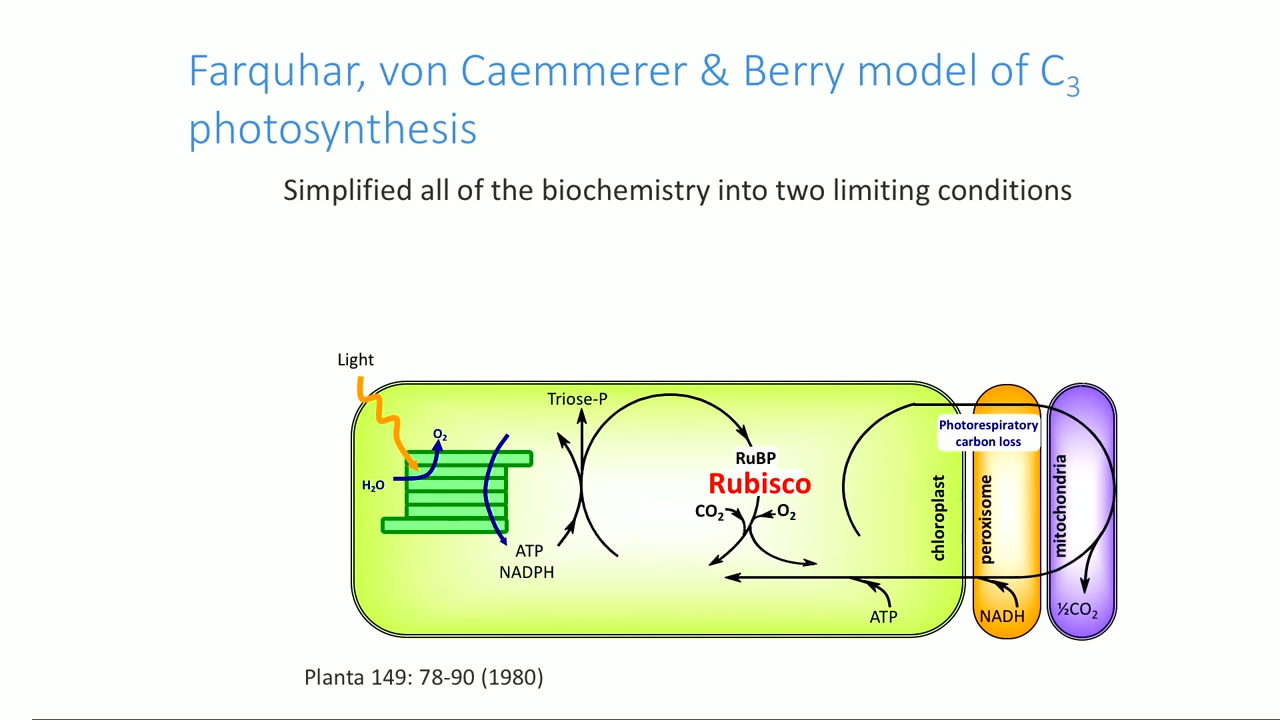 Farquhar, von Caemmerer & Berry model of C₃
photosynthesis
Simplified all of the biochemistry into two limiting conditions
Light
Triose-P
O₂
H₂O
ATP
NADPH
RuBP
Rubisco
CO₂
O₂
Photorespiratory
carbon loss
chloroplast
peroxisome
mitochondria
ATP
NADH
½CO₂
Planta 149: 78-90 (1980)